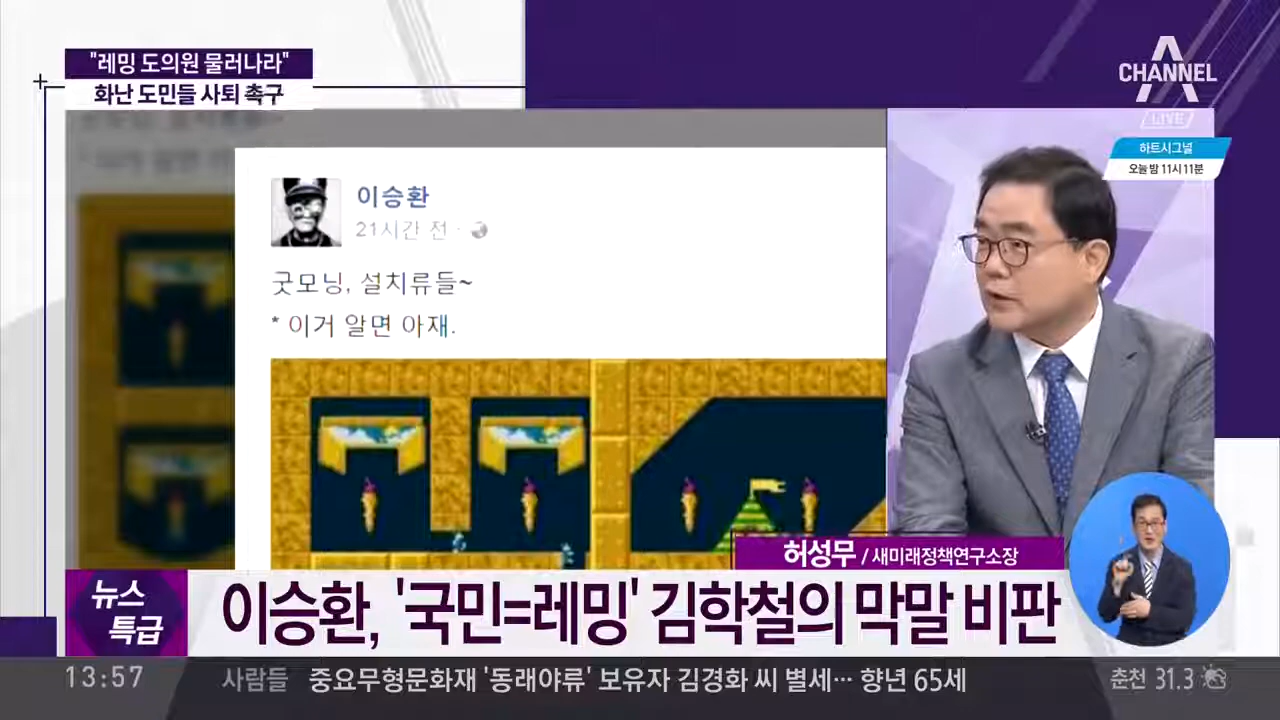 "레밍 도의원 물러나라"
화난 도민들 사퇴 촉구
CHANNEL A
LIVE
하트시그널
오늘 밤 11시 11분
이승환
21시간 전 ·
굿모닝, 설치류들~
* 이거 알면 아재.
허성무 / 새미래정책연구소장
뉴스
특급
이승환, '국민=레밍' 김학철의 막말 비판
13:57
사람들 중요무형문화재 '동래야류' 보유자 김경화 씨 별세… 향년 65세
춘천 31.3